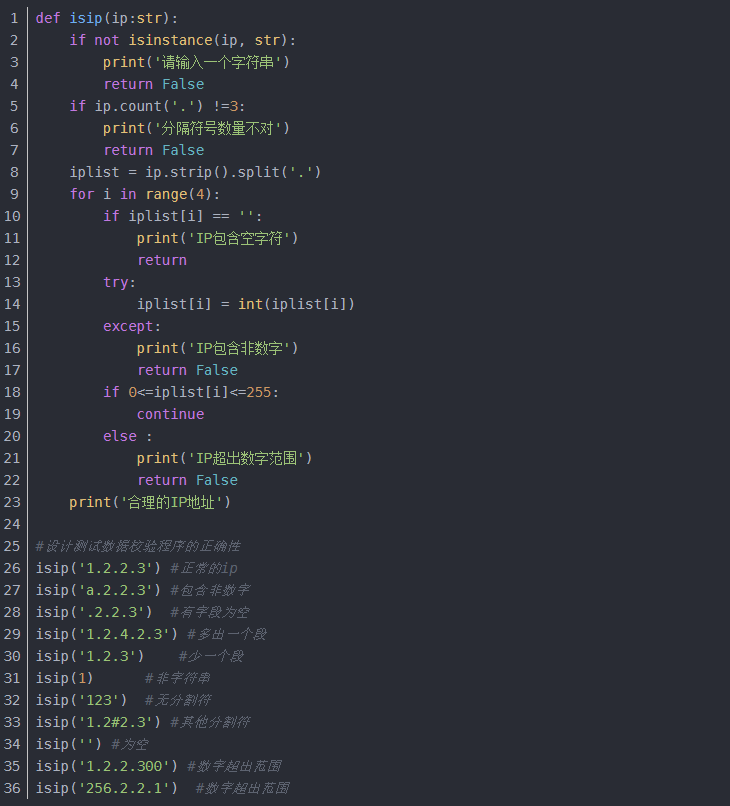 1 def isip(ip:str):
2     if not isinstance(ip, str):
3         print('请输入一个字符串')
4         return False
5     if ip.count('.') !=3:
6         print('分隔符号数量不对')
7         return False
8     iplist = ip.strip().split('.')
9     for i in range(4):
10         if iplist[i] == '':
11             print('IP包含空字符')
12             return
13         try:
14             iplist[i] = int(iplist[i])
15         except:
16             print('IP包含非数字')
17             return False
18         if 0<=iplist[i]<=255:
19             continue
20         else :
21             print('IP超出数字范围')
22             return False
23     print('合理的IP地址')
24
25 #设计测试数据校验程序的正确性
26 isip('1.2.2.3') #正常的ip
27 isip('a.2.2.3') #包含非数字
28 isip('.2.2.3')  #有字段为空
29 isip('1.2.4.2.3') #多出一个段
30 isip('1.2.3')    #少一个段
31 isip(1)      #非字符串
32 isip('123')  #无分割符
33 isip('1.2#2.3') #其他分割符
34 isip('') #为空
35 isip('1.2.2.300') #数字超出范围
36 isip('256.2.2.1')  #数字超出范围